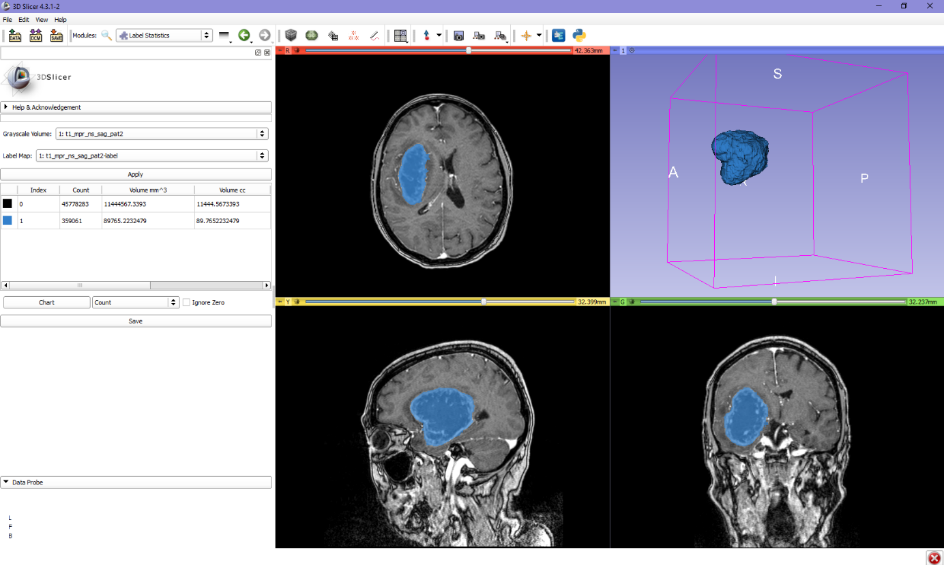 3D Slicer 4.3.1-2
File Edit View Help
DATA DCM SAVE Modules: Label Statistics
R 42.363mm 1
3DSlicer
Help & Acknowledgement
Grayscale Volume: 1: t1_mpr_ns_sag_pat2
Label Map: 1: t1_mpr_ns_sag_pat2-label
Apply
Index Count Volume mm^3 Volume cc
0 45778283 11444567.3393 11444.5673393
1 359061 89765.2232479 89.7652232479
Chart Count Ignore Zero
Save
S
A
P
Y 32.399mm G 32.237mm
Data Probe
L
F
B